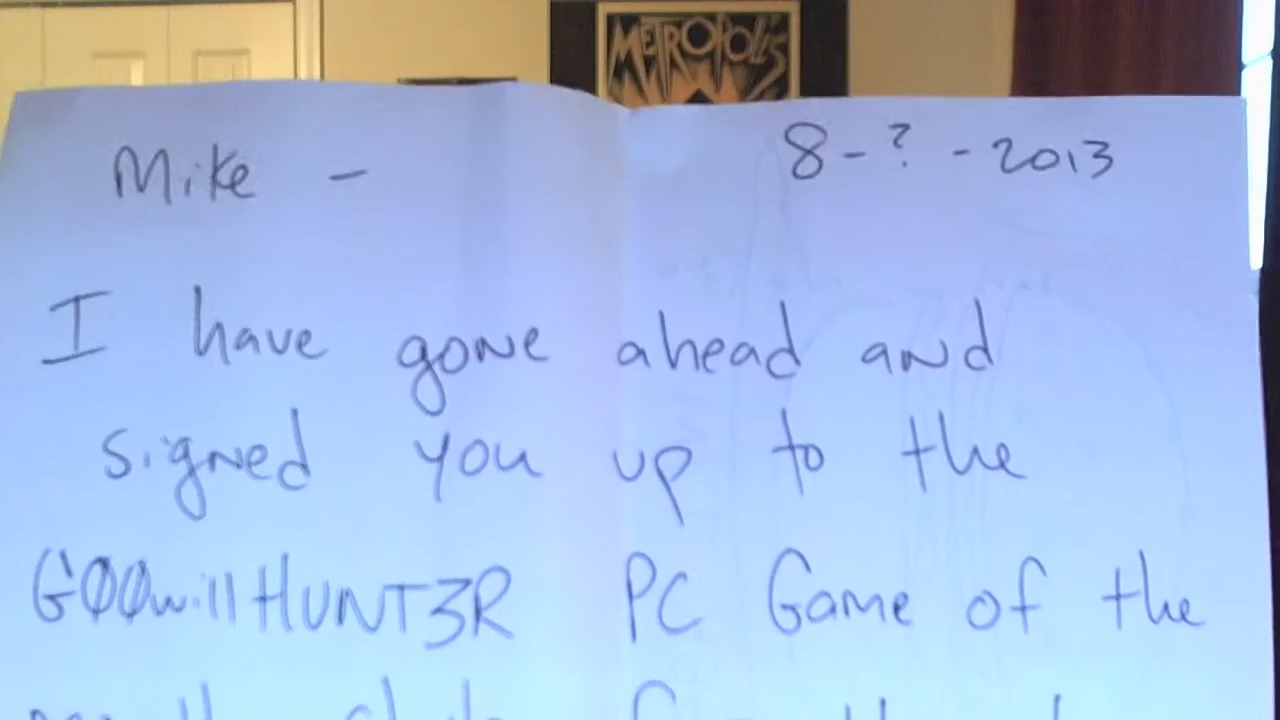 METROPOLIS
Mike - 8-?-2013
I have gone ahead and
signed you up to the
GØØwillHUNT3R PC Game of the